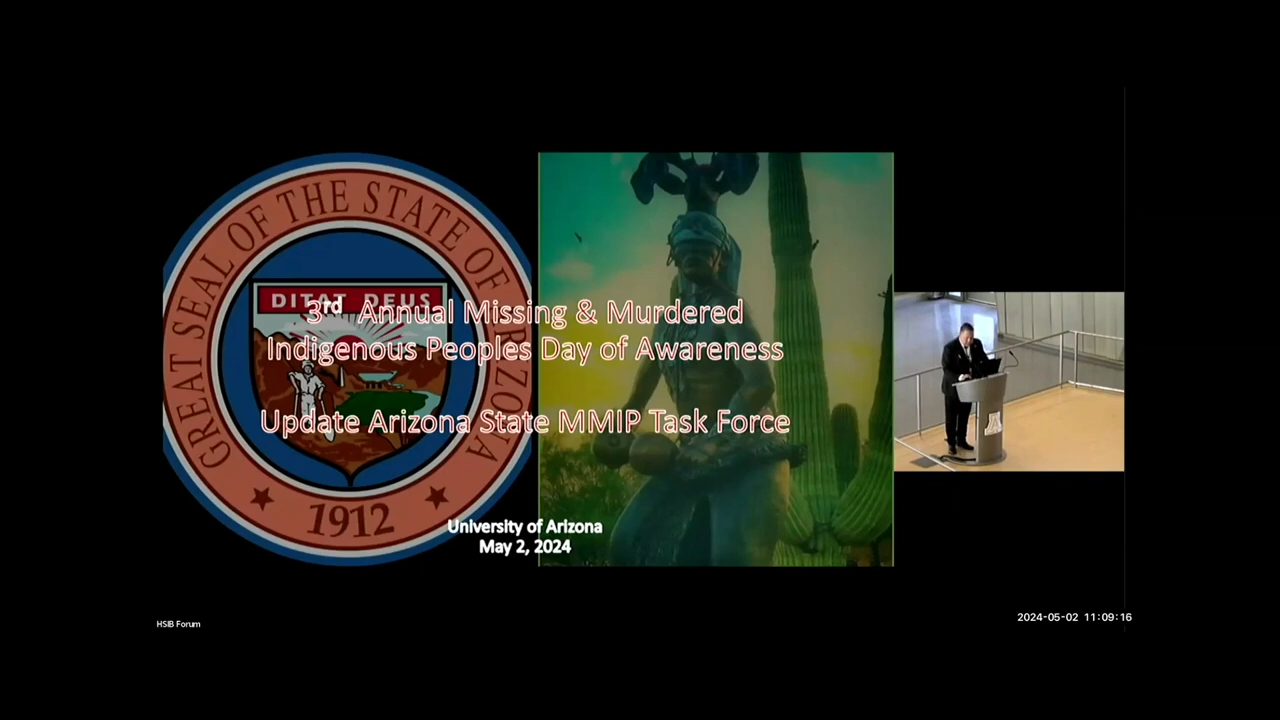 GREAT SEAL OF THE STATE OF ARIZONA
DITAT DEUS
1912
3rd Annual Missing & Murdered
Indigenous Peoples Day of Awareness
Update Arizona State MMIP Task Force
University of Arizona
May 2, 2024
A
HSIB Forum
2024-05-02 11:09:16